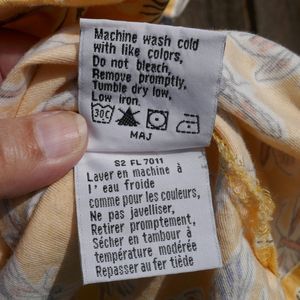 Machine wash cold
with like colors,
Do not bleach,
Remove promptly,
Tumble dry low,
Low iron.
30C
MAJ
S2 FL 7011
Laver en machine à
l' eau froide
comme pour les couleurs,
Ne pas javelliser,
Retirer promptement,
Sécher en tambour à
température modérée
Repasser au fer tiède